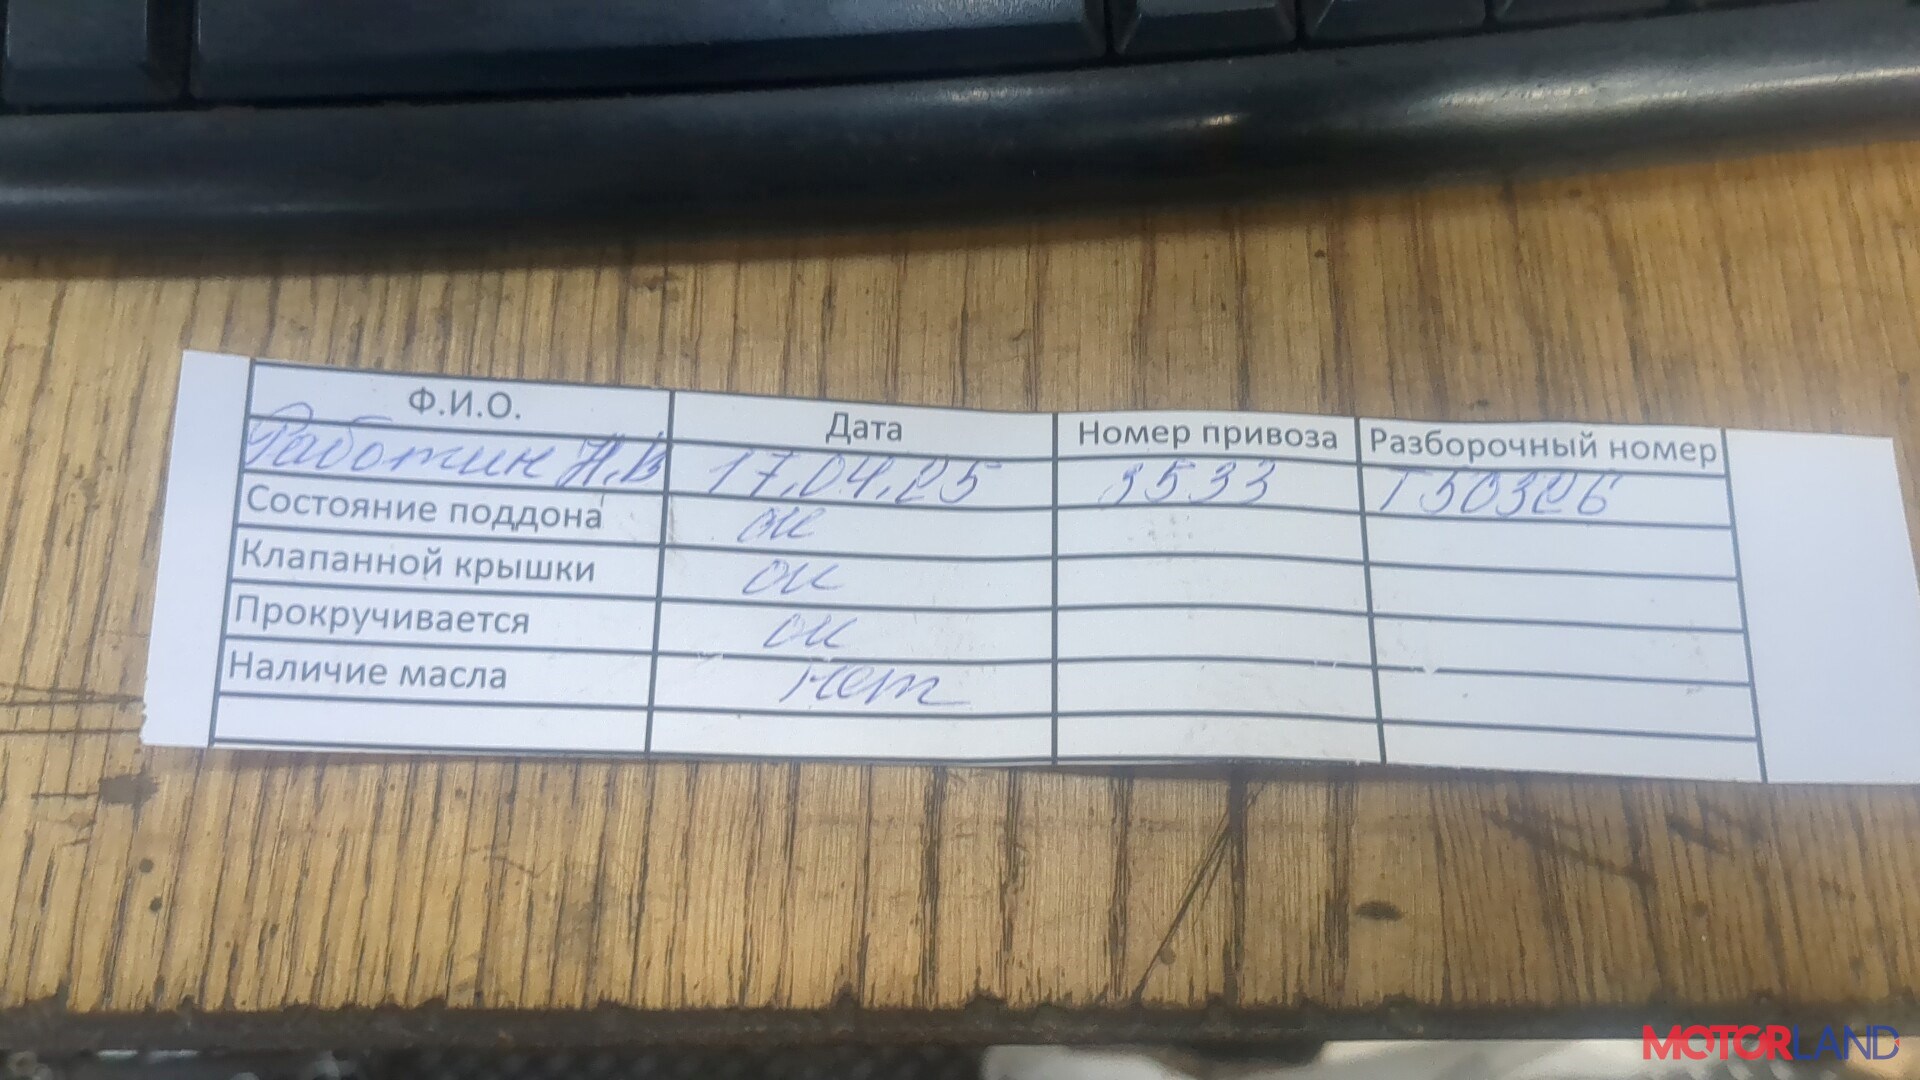 Ф.И.О. Дата Номер привоза Разборочный номер
Работин Н.В 17.04.25 3533 Т50326
Состояние поддона ок
Клапанной крышки ок
Прокручивается ок
Наличие масла нет
MOTORLAND